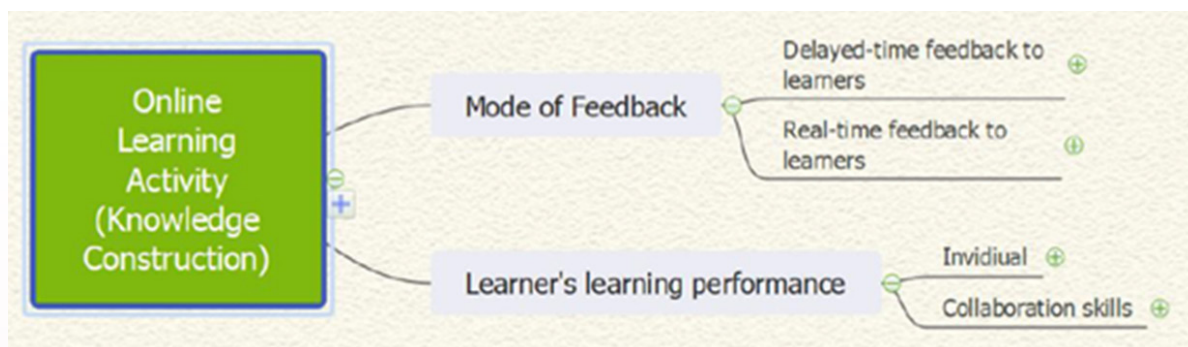 Online
Learning
Activity
(Knowledge
Construction)
Mode of Feedback
Delayed-time feedback to
learners
Real-time feedback to
learners
Learner's learning performance
Invidiual
Collaboration skills